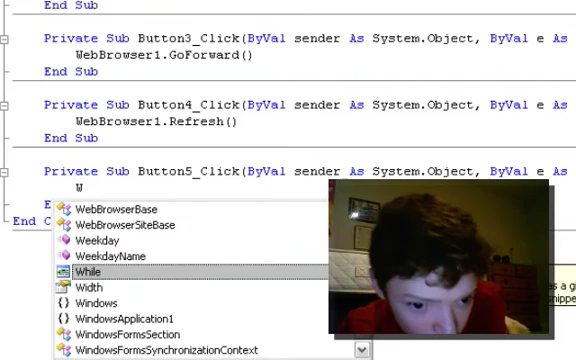 End Sub
Private Sub Button3_Click(ByVal sender As System.Object, ByVal e As
WebBrowser1.GoForward()
End Sub
Private Sub Button4_Click(ByVal sender As System.Object, ByVal e As
WebBrowser1.Refresh()
End Sub
Private Sub Button5_Click(ByVal sender As System.Object, ByVal e As
W
End
WebBrowserBase
WebBrowserSiteBase
Weekday
WeekdayName
While
Width
{} Windows
{} WindowsApplication1
WindowsFormsSection
WindowsFormsSynchronizationContext
as a